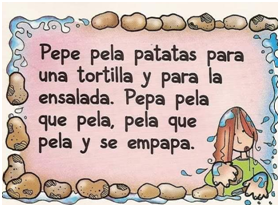 Pepe pela patatas para
una tortilla y para la
ensalada. Pepa pela
que pela, pela que
pela y se empapa.